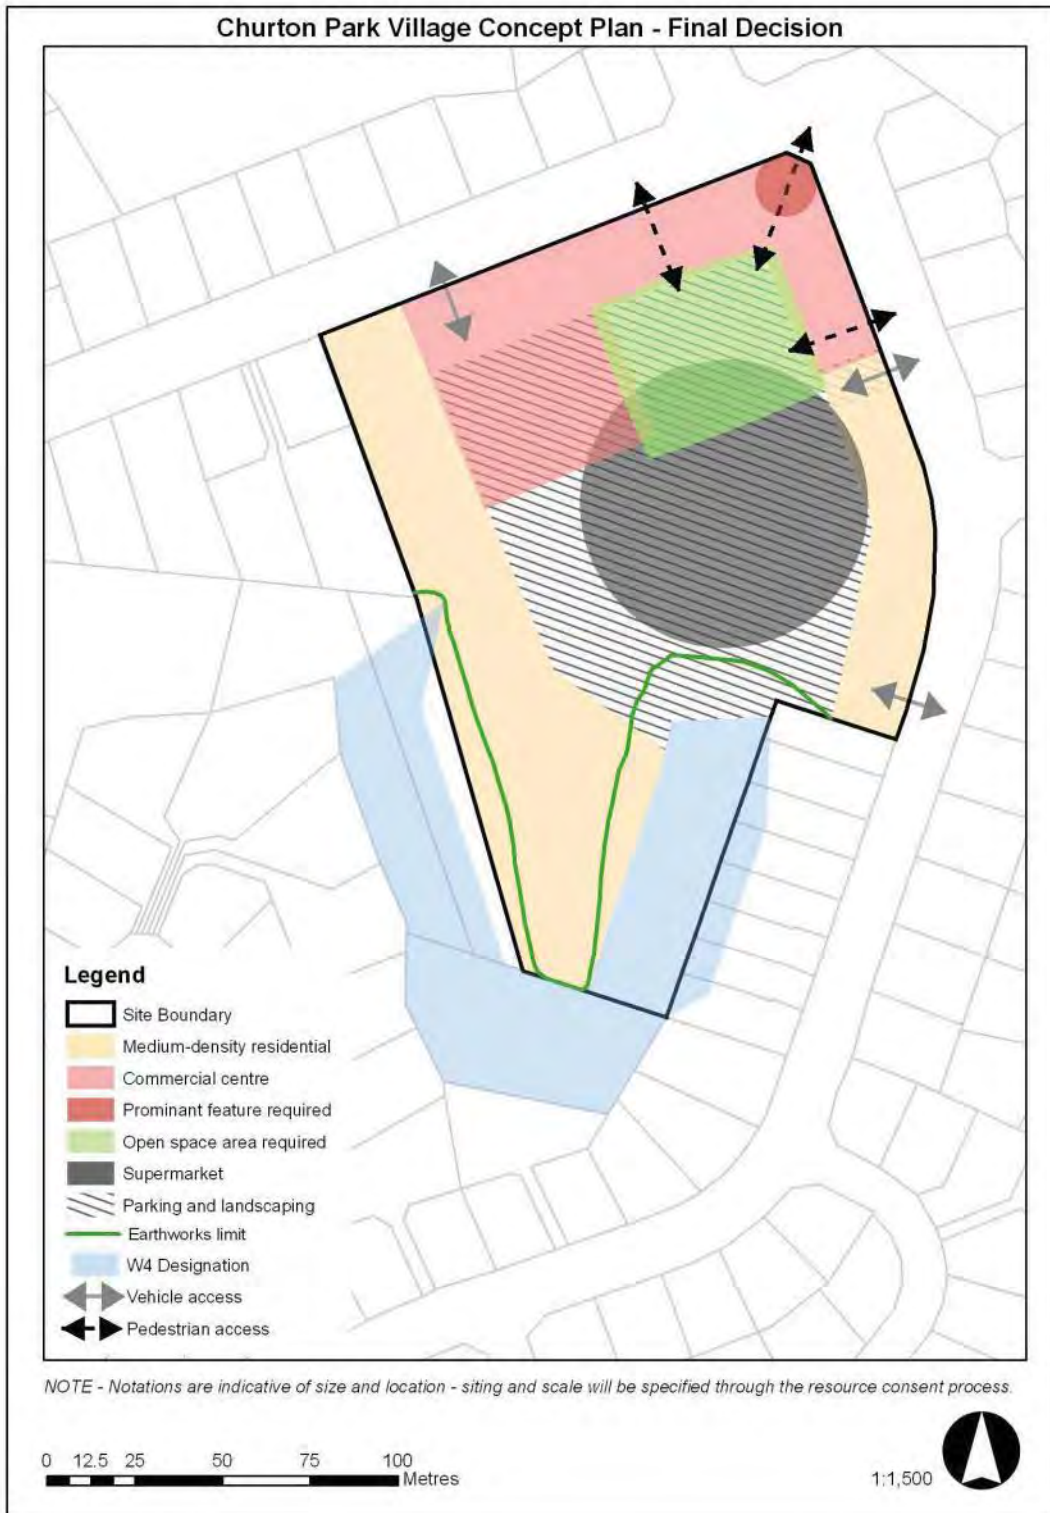 Churton Park Village Concept Plan - Final Decision
Legend
Site Boundary
Medium-density residential
Commercial centre
Prominant feature required
Open space area required
Supermarket
Parking and landscaping
Earthworks limit
W4 Designation
Vehicle access
Pedestrian access
NOTE - Notations are indicative of size and location - siting and scale will be specified through the resource consent process.
0 12.5 25 50 75 100
Metres
1:1,500